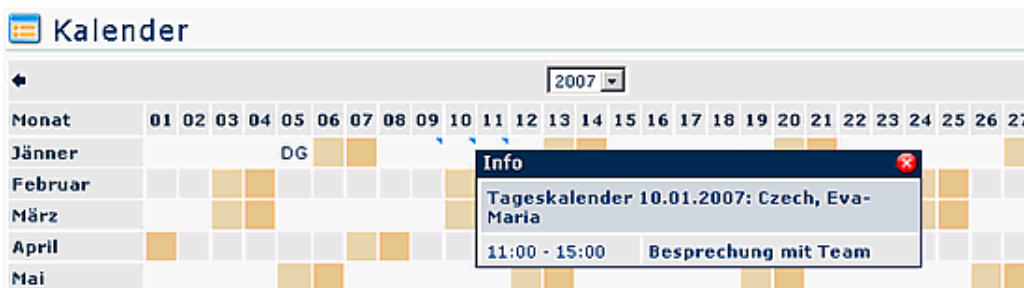 Kalender
2007
Monat 01 02 03 04 05 06 07 08 09 10 11 12 13 14 15 16 17 18 19 20 21 22 23 24 25 26 27
Jänner DG
Info
Februar
Tageskalender 10.01.2007: Czech, Eva-
Maria
März
April
11:00 - 15:00 Besprechung mit Team
Mai